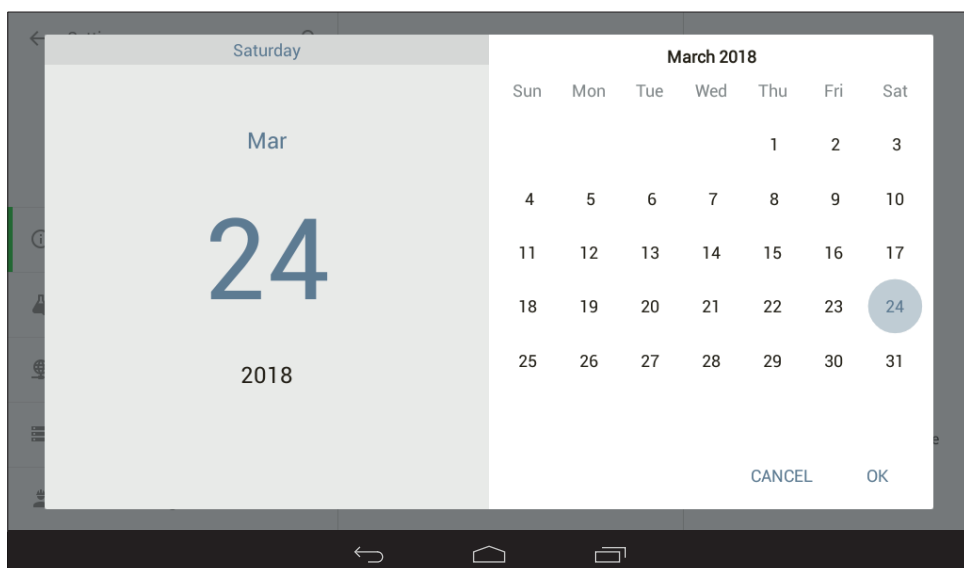 Saturday
Mar
24
2018
March 2018
Sun Mon Tue Wed Thu Fri Sat
1 2 3
4 5 6 7 8 9 10
11 12 13 14 15 16 17
18 19 20 21 22 23 24
25 26 27 28 29 30 31
CANCEL OK